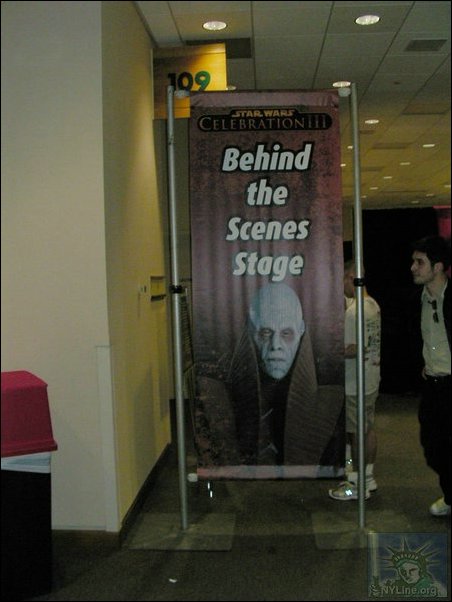 109
STAR WARS
CELEBRATION III
Behind
the
Scenes
Stage
NYLine.org